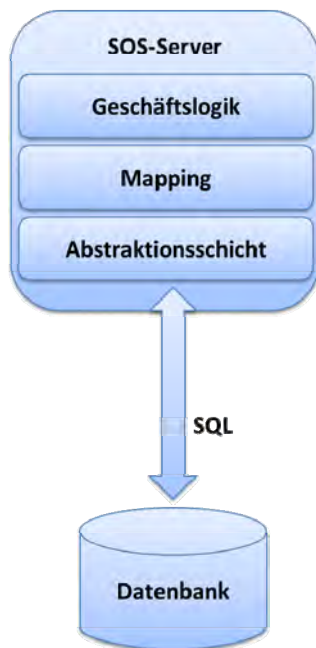 SOS-Server
Geschäftslogik
Mapping
Abstraktionsschicht
SQL
Datenbank